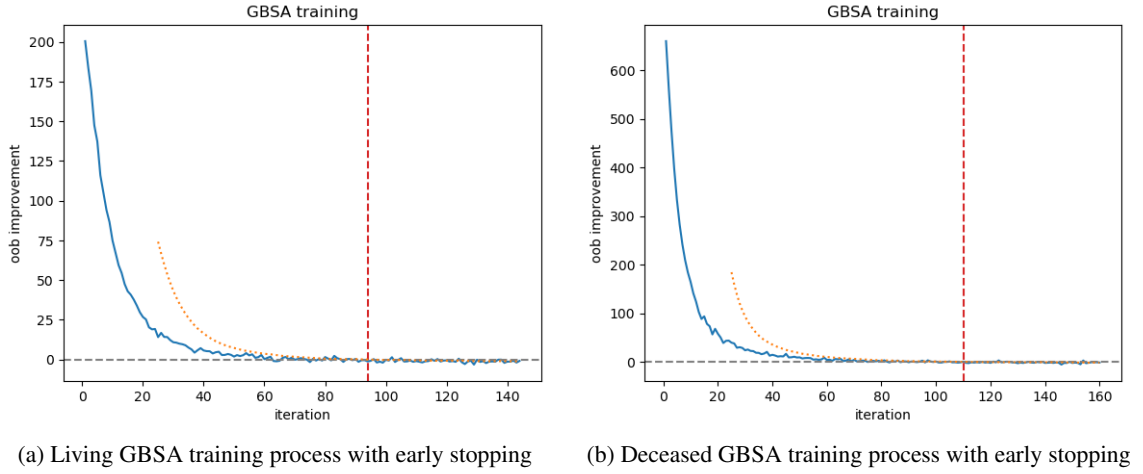 GBSA training
200
175
150
125
100
75
50
25
0
oob improvement
0 20 40 60 80 100 120 140
iteration
(a) Living GBSA training process with early stopping
GBSA training
600
500
400
300
200
100
0
oob improvement
0 20 40 60 80 100 120 140 160
iteration
(b) Deceased GBSA training process with early stopping